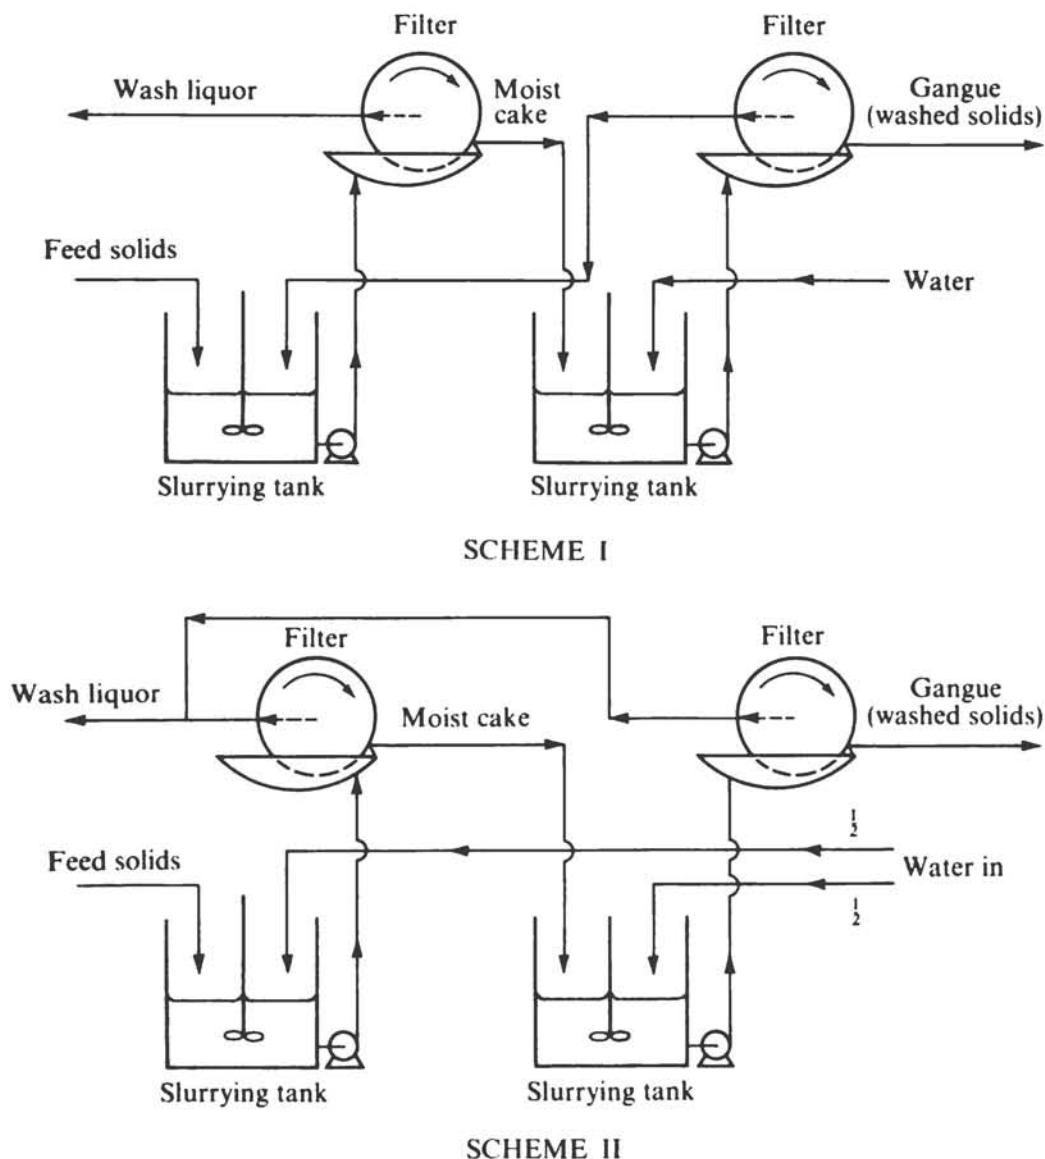 Filter
Filter
Wash liquor
Moist
cake
Gangue
(washed solids)
Feed solids
Water
Slurrying tank
Slurrying tank
SCHEME I
Filter
Filter
Wash liquor
Moist cake
Gangue
(washed solids)
1/2
Feed solids
Water in
1/2
Slurrying tank
Slurrying tank
SCHEME II